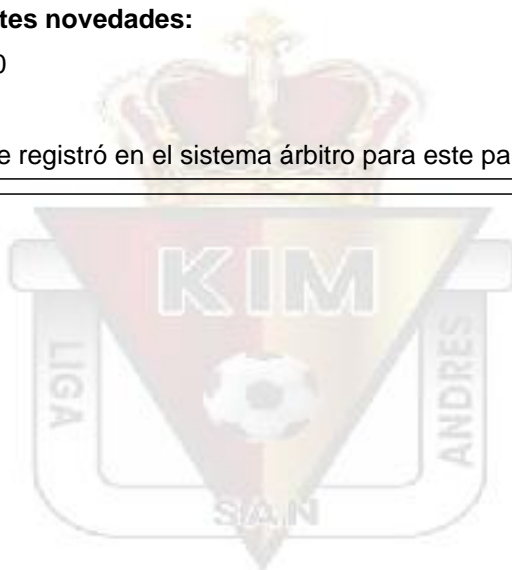 tes novedades:
0
e registró en el sistema árbitro para este pa
KIM
LIGA
ANDRES
SAN